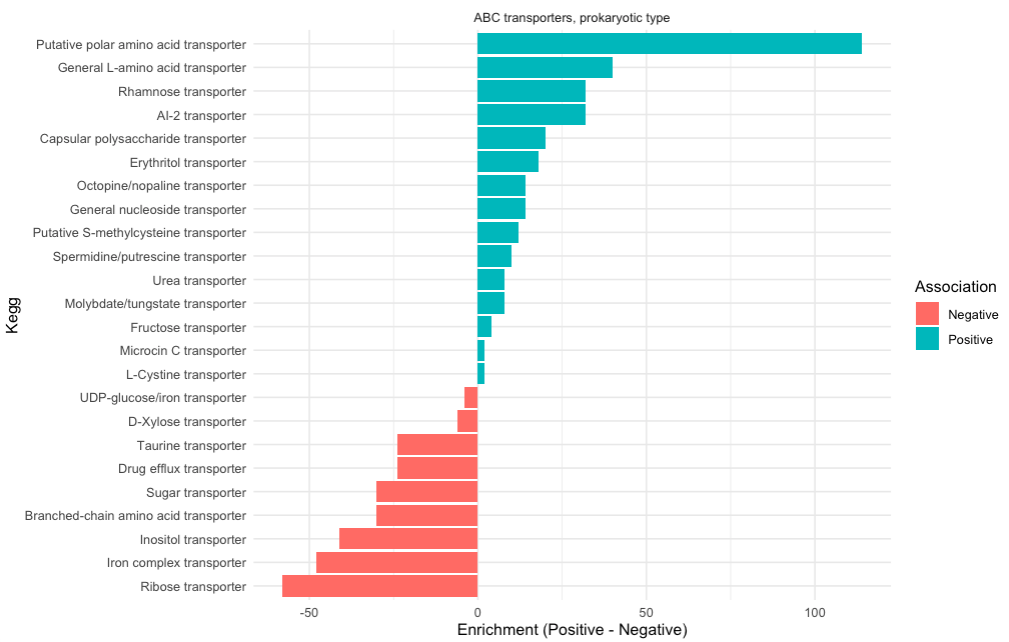 ABC transporters, prokaryotic type
Putative polar amino acid transporter
General L-amino acid transporter
Rhamnose transporter
AI-2 transporter
Capsular polysaccharide transporter
Erythritol transporter
Octopine/nopaline transporter
General nucleoside transporter
Putative S-methylcysteine transporter
Spermidine/putrescine transporter
Urea transporter
Molybdate/tungstate transporter
Fructose transporter
Microcin C transporter
L-Cystine transporter
UDP-glucose/iron transporter
D-Xylose transporter
Taurine transporter
Drug efflux transporter
Sugar transporter
Branched-chain amino acid transporter
Inositol transporter
Iron complex transporter
Ribose transporter
Kegg
-50 0 50 100
Enrichment (Positive - Negative)
Association
Negative
Positive